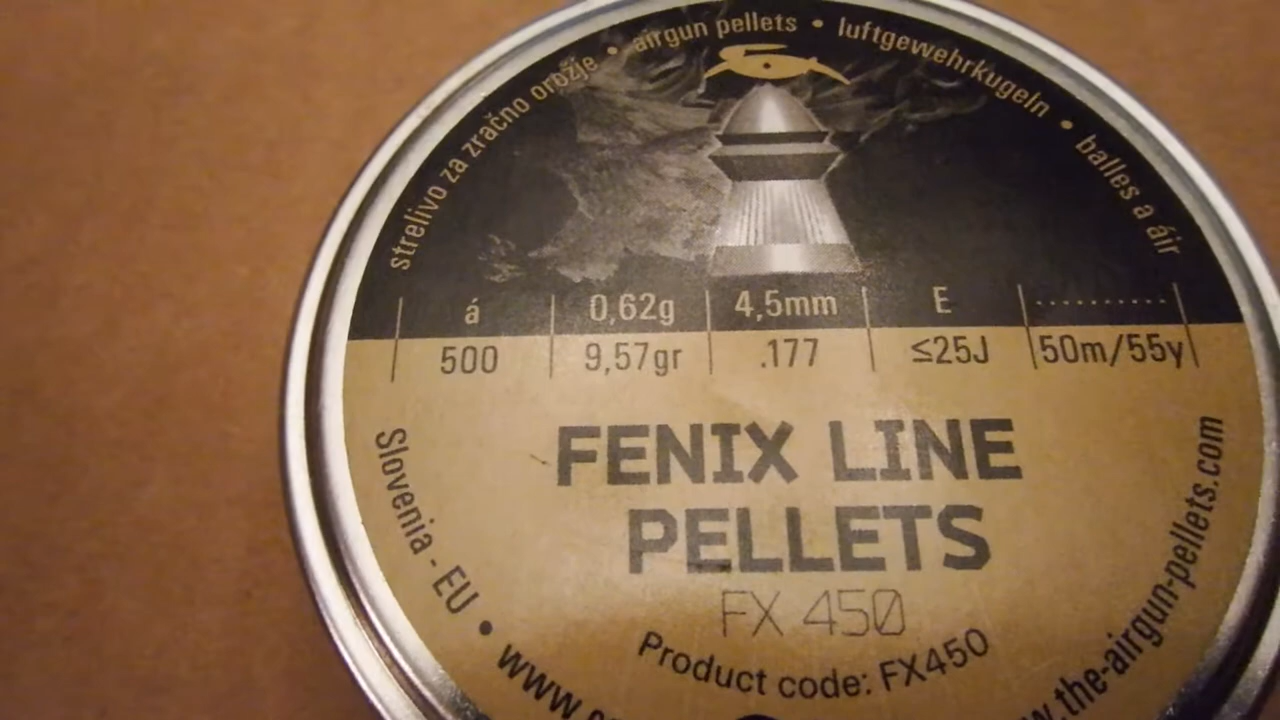 strelivo za zračno orožje • airgun pellets • luftgewehrkugeln • balles a áir
á 0,62g 4,5mm E ..........
500 9,57gr .177 ≤25J 50m/55y
FENIX LINE
PELLETS
FX 450
Product code: FX450
Slovenia - EU • www.
.the-airgun-pellets.com